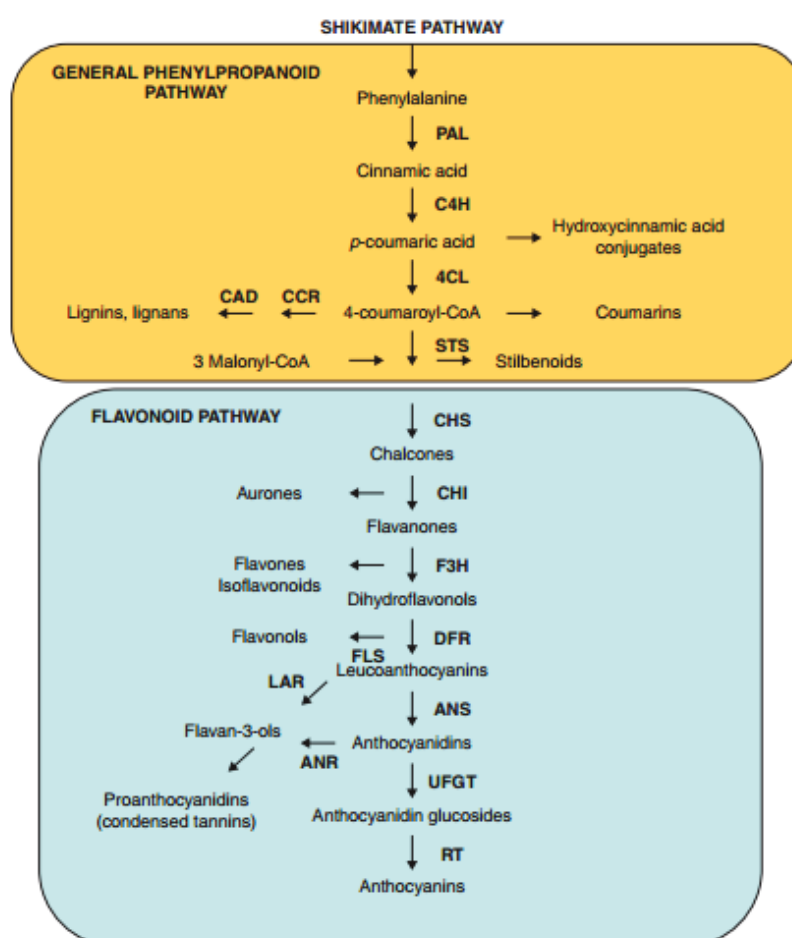 SHIKIMATE PATHWAY
GENERAL PHENYLPROPANOID
PATHWAY
Phenylalanine
PAL
Cinnamic acid
C4H
p-coumaric acid
Hydroxycinnamic acid
conjugates
4CL
Lignins, lignans
CAD
CCR
4-coumaroyl-CoA
Coumarins
3 Malonyl-CoA
STS
Stilbenoids
FLAVONOID PATHWAY
CHS
Chalcones
Aurones
CHI
Flavanones
Flavones
Isoflavonoids
F3H
Dihydroflavonols
Flavonols
FLS
DFR
Leucoanthocyanins
LAR
ANS
Flavan-3-ols
ANR
Anthocyanidins
UFGT
Proanthocyanidins
(condensed tannins)
Anthocyanidin glucosides
RT
Anthocyanins